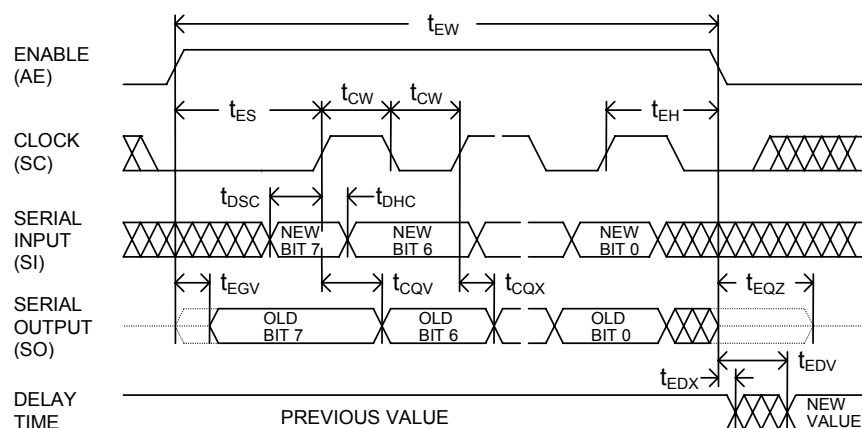 tEW
ENABLE
(AE)
tES
tCW
tCW
tEH
CLOCK
(SC)
tDSC
tDHC
SERIAL
INPUT
(SI)
NEW
BIT 7
NEW
BIT 6
NEW
BIT 0
tEGV
tCQV
tCQX
tEQZ
SERIAL
OUTPUT
(SO)
OLD
BIT 7
OLD
BIT 6
OLD
BIT 0
tEDV
tEDX
DELAY
TIME
PREVIOUS VALUE
NEW
VALUE